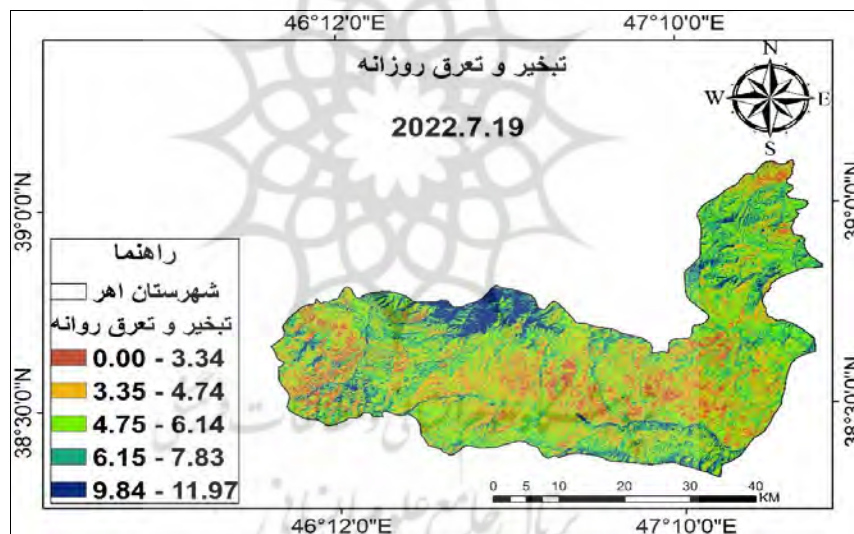 46°12'0"E 47°10'0"E
تبخیر و تعرق روزانه
2022.7.19
N
W E
S
39°0'0"N 39°0'0"N
راهنما
شهرستان اهر
تبخیر و تعرق روانه
0.00 - 3.34
3.35 - 4.74
4.75 - 6.14
6.15 - 7.83
9.84 - 11.97
38°30'0"N 38°30'0"N
0 5 10 20 30 40
KM
46°12'0"E 47°10'0"E